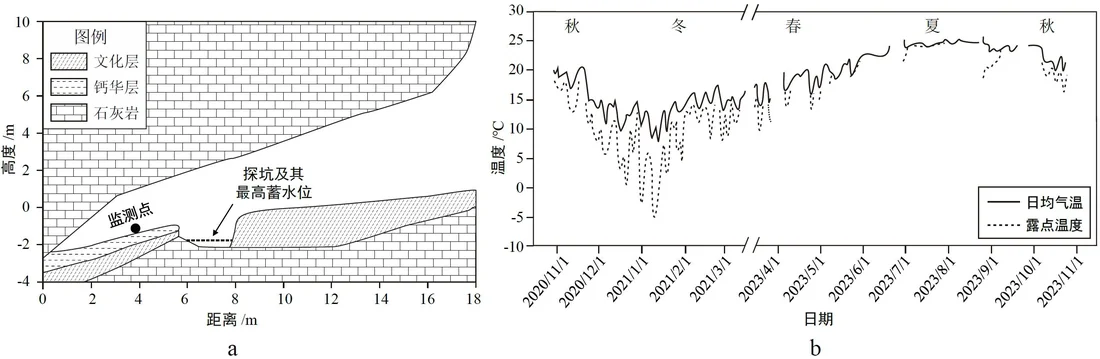 图例
文化层
钙华层
石灰岩
10
8
6
4
2
0
-2
-4
高度 /m
监测点
探坑及其
最高蓄水位
0 2 4 6 8 10 12 14 16 18
距离 /m
a
秋 冬 春 夏 秋
30
25
20
15
10
5
0
-5
-10
温度 /℃
日均气温
露点温度
2020/11/1 2020/12/1 2021/1/1 2021/2/1 2021/3/1 2023/4/1 2023/5/1 2023/6/1 2023/7/1 2023/8/1 2023/9/1 2023/10/1 2023/11/1
日期
b